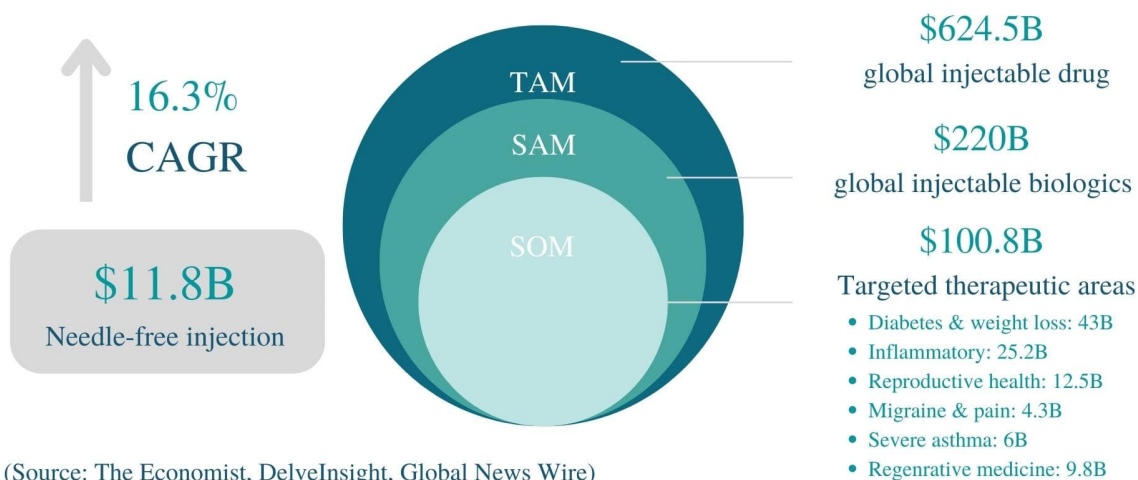 16.3%
CAGR
$11.8B
Needle-free injection
TAM
SAM
SOM
$624.5B
global injectable drug
$220B
global injectable biologics
$100.8B
Targeted therapeutic areas
• Diabetes & weight loss: 43B
• Inflammatory: 25.2B
• Reproductive health: 12.5B
• Migraine & pain: 4.3B
• Severe asthma: 6B
• Regenrative medicine: 9.8B
(Source: The Economist, DelveInsight, Global News Wire)